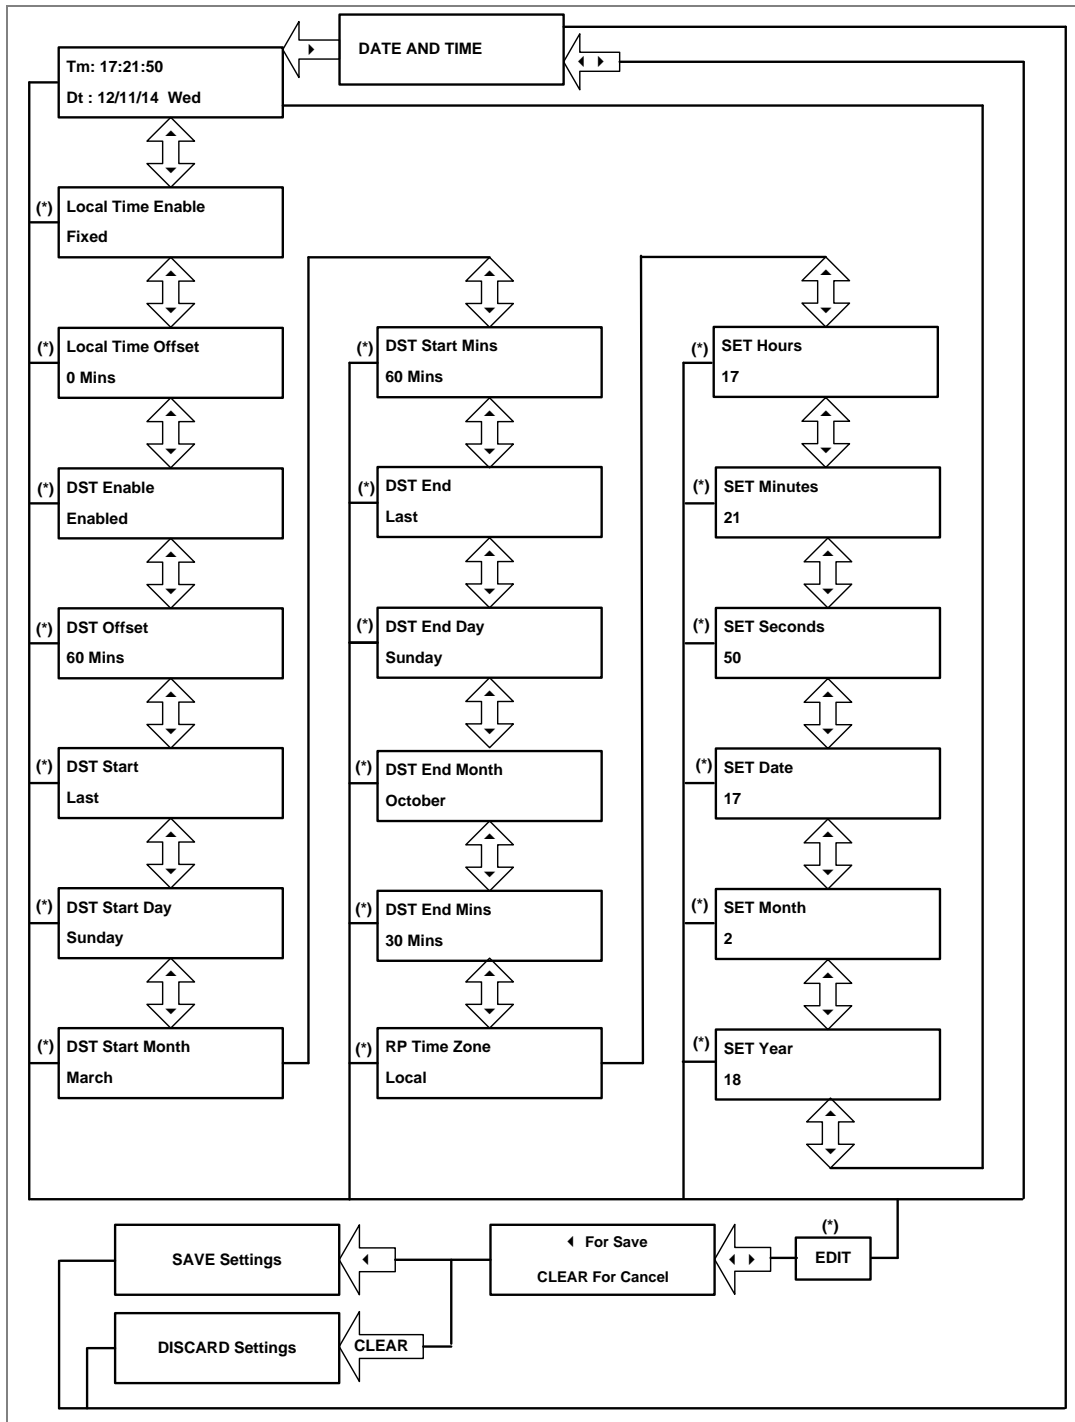 DATE AND TIME
Tm: 17:21:50
Dt : 12/11/14 Wed
(*)
Local Time Enable
Fixed
(*)
Local Time Offset
0 Mins
(*)
DST Enable
Enabled
(*)
DST Offset
60 Mins
(*)
DST Start
Last
(*)
DST Start Day
Sunday
(*)
DST Start Month
March
(*)
DST Start Mins
60 Mins
(*)
DST End
Last
(*)
DST End Day
Sunday
(*)
DST End Month
October
(*)
DST End Mins
30 Mins
(*)
RP Time Zone
Local
(*)
SET Hours
17
(*)
SET Minutes
21
(*)
SET Seconds
50
(*)
SET Date
17
(*)
SET Month
2
(*)
SET Year
18
(*)
EDIT
For Save
CLEAR For Cancel
SAVE Settings
CLEAR
DISCARD Settings